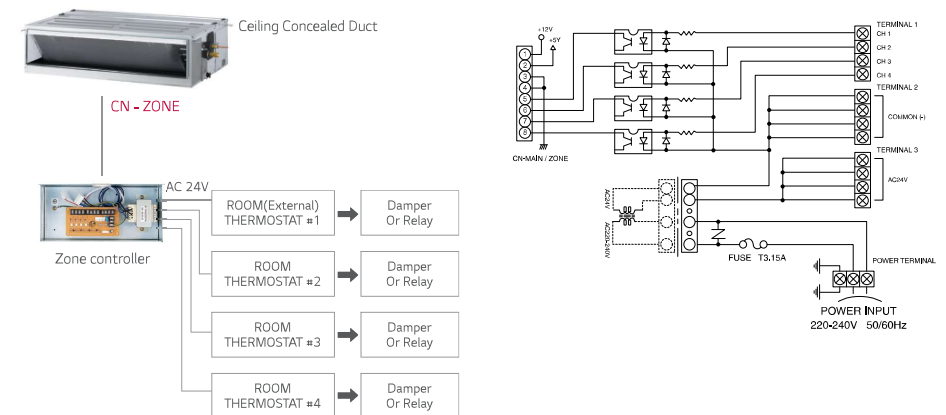 Ceiling Concealed Duct
CN - ZONE
AC 24V
Zone controller
ROOM(External)
THERMOSTAT #1
Damper
Or Relay
ROOM
THERMOSTAT #2
Damper
Or Relay
ROOM
THERMOSTAT #3
Damper
Or Relay
ROOM
THERMOSTAT #4
Damper
Or Relay
+12V
+5Y
1
2
3
4
5
6
7
8
CN-MAIN / ZONE
TERMINAL 1
CH 1
CH 2
CH 3
CH 4
TERMINAL 2
COMMON (-)
TERMINAL 3
AC24V
AC24V
AC220-240V
FUSE T3.15A
POWER TERMINAL
POWER INPUT
220-240V 50/60Hz